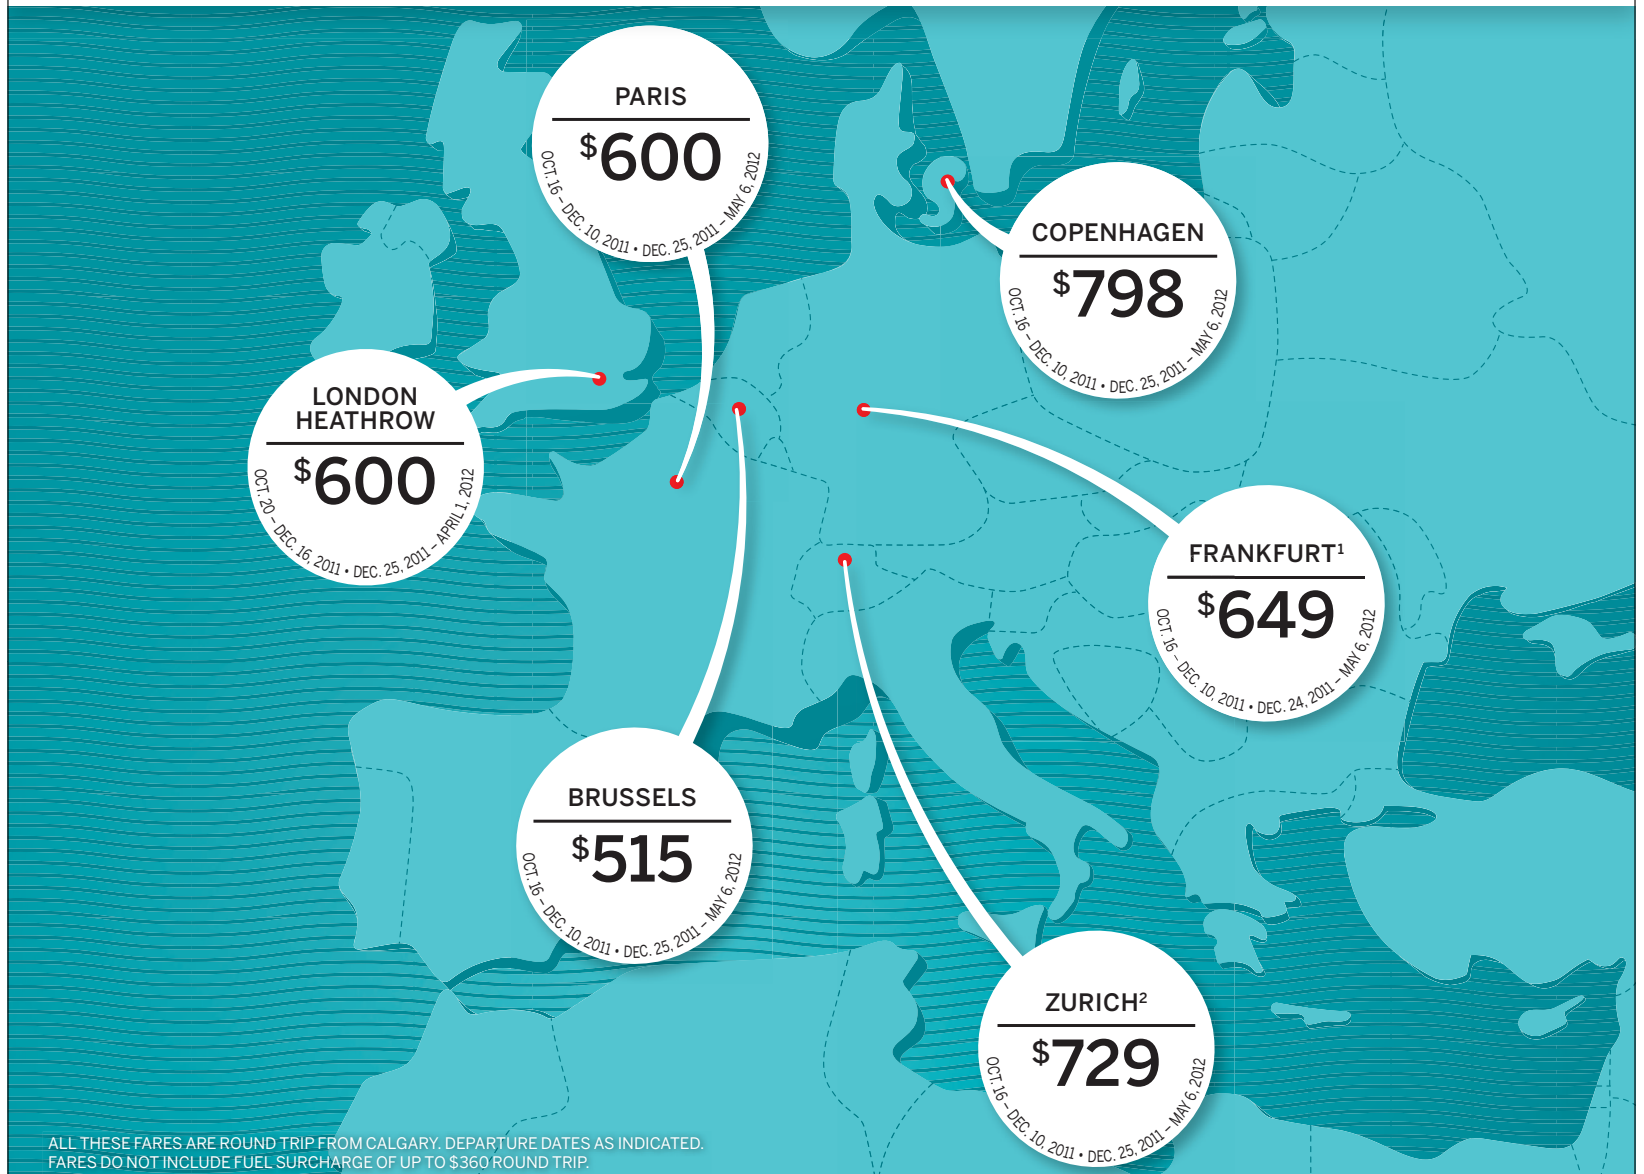 PARIS
$600
OCT. 16 – DEC. 10, 2011 • DEC. 25, 2011 – MAY 6, 2012
COPENHAGEN
$798
OCT. 16 – DEC. 10, 2011 • DEC. 25, 2011 – MAY 6, 2012
LONDON
HEATHROW
$600
OCT. 20 – DEC. 16, 2011 • DEC. 25, 2011 – APRIL 1, 2012
FRANKFURT¹
$649
OCT. 16 – DEC. 10, 2011 • DEC. 24, 2011 – MAY 6, 2012
BRUSSELS
$515
OCT. 16 – DEC. 10, 2011 • DEC. 25, 2011 – MAY 6, 2012
ZURICH²
$729
OCT. 16 – DEC. 10, 2011 • DEC. 25, 2011 – MAY 6, 2012
ALL THESE FARES ARE ROUND TRIP FROM CALGARY. DEPARTURE DATES AS INDICATED.
FARES DO NOT INCLUDE FUEL SURCHARGE OF UP TO $360 ROUND TRIP.